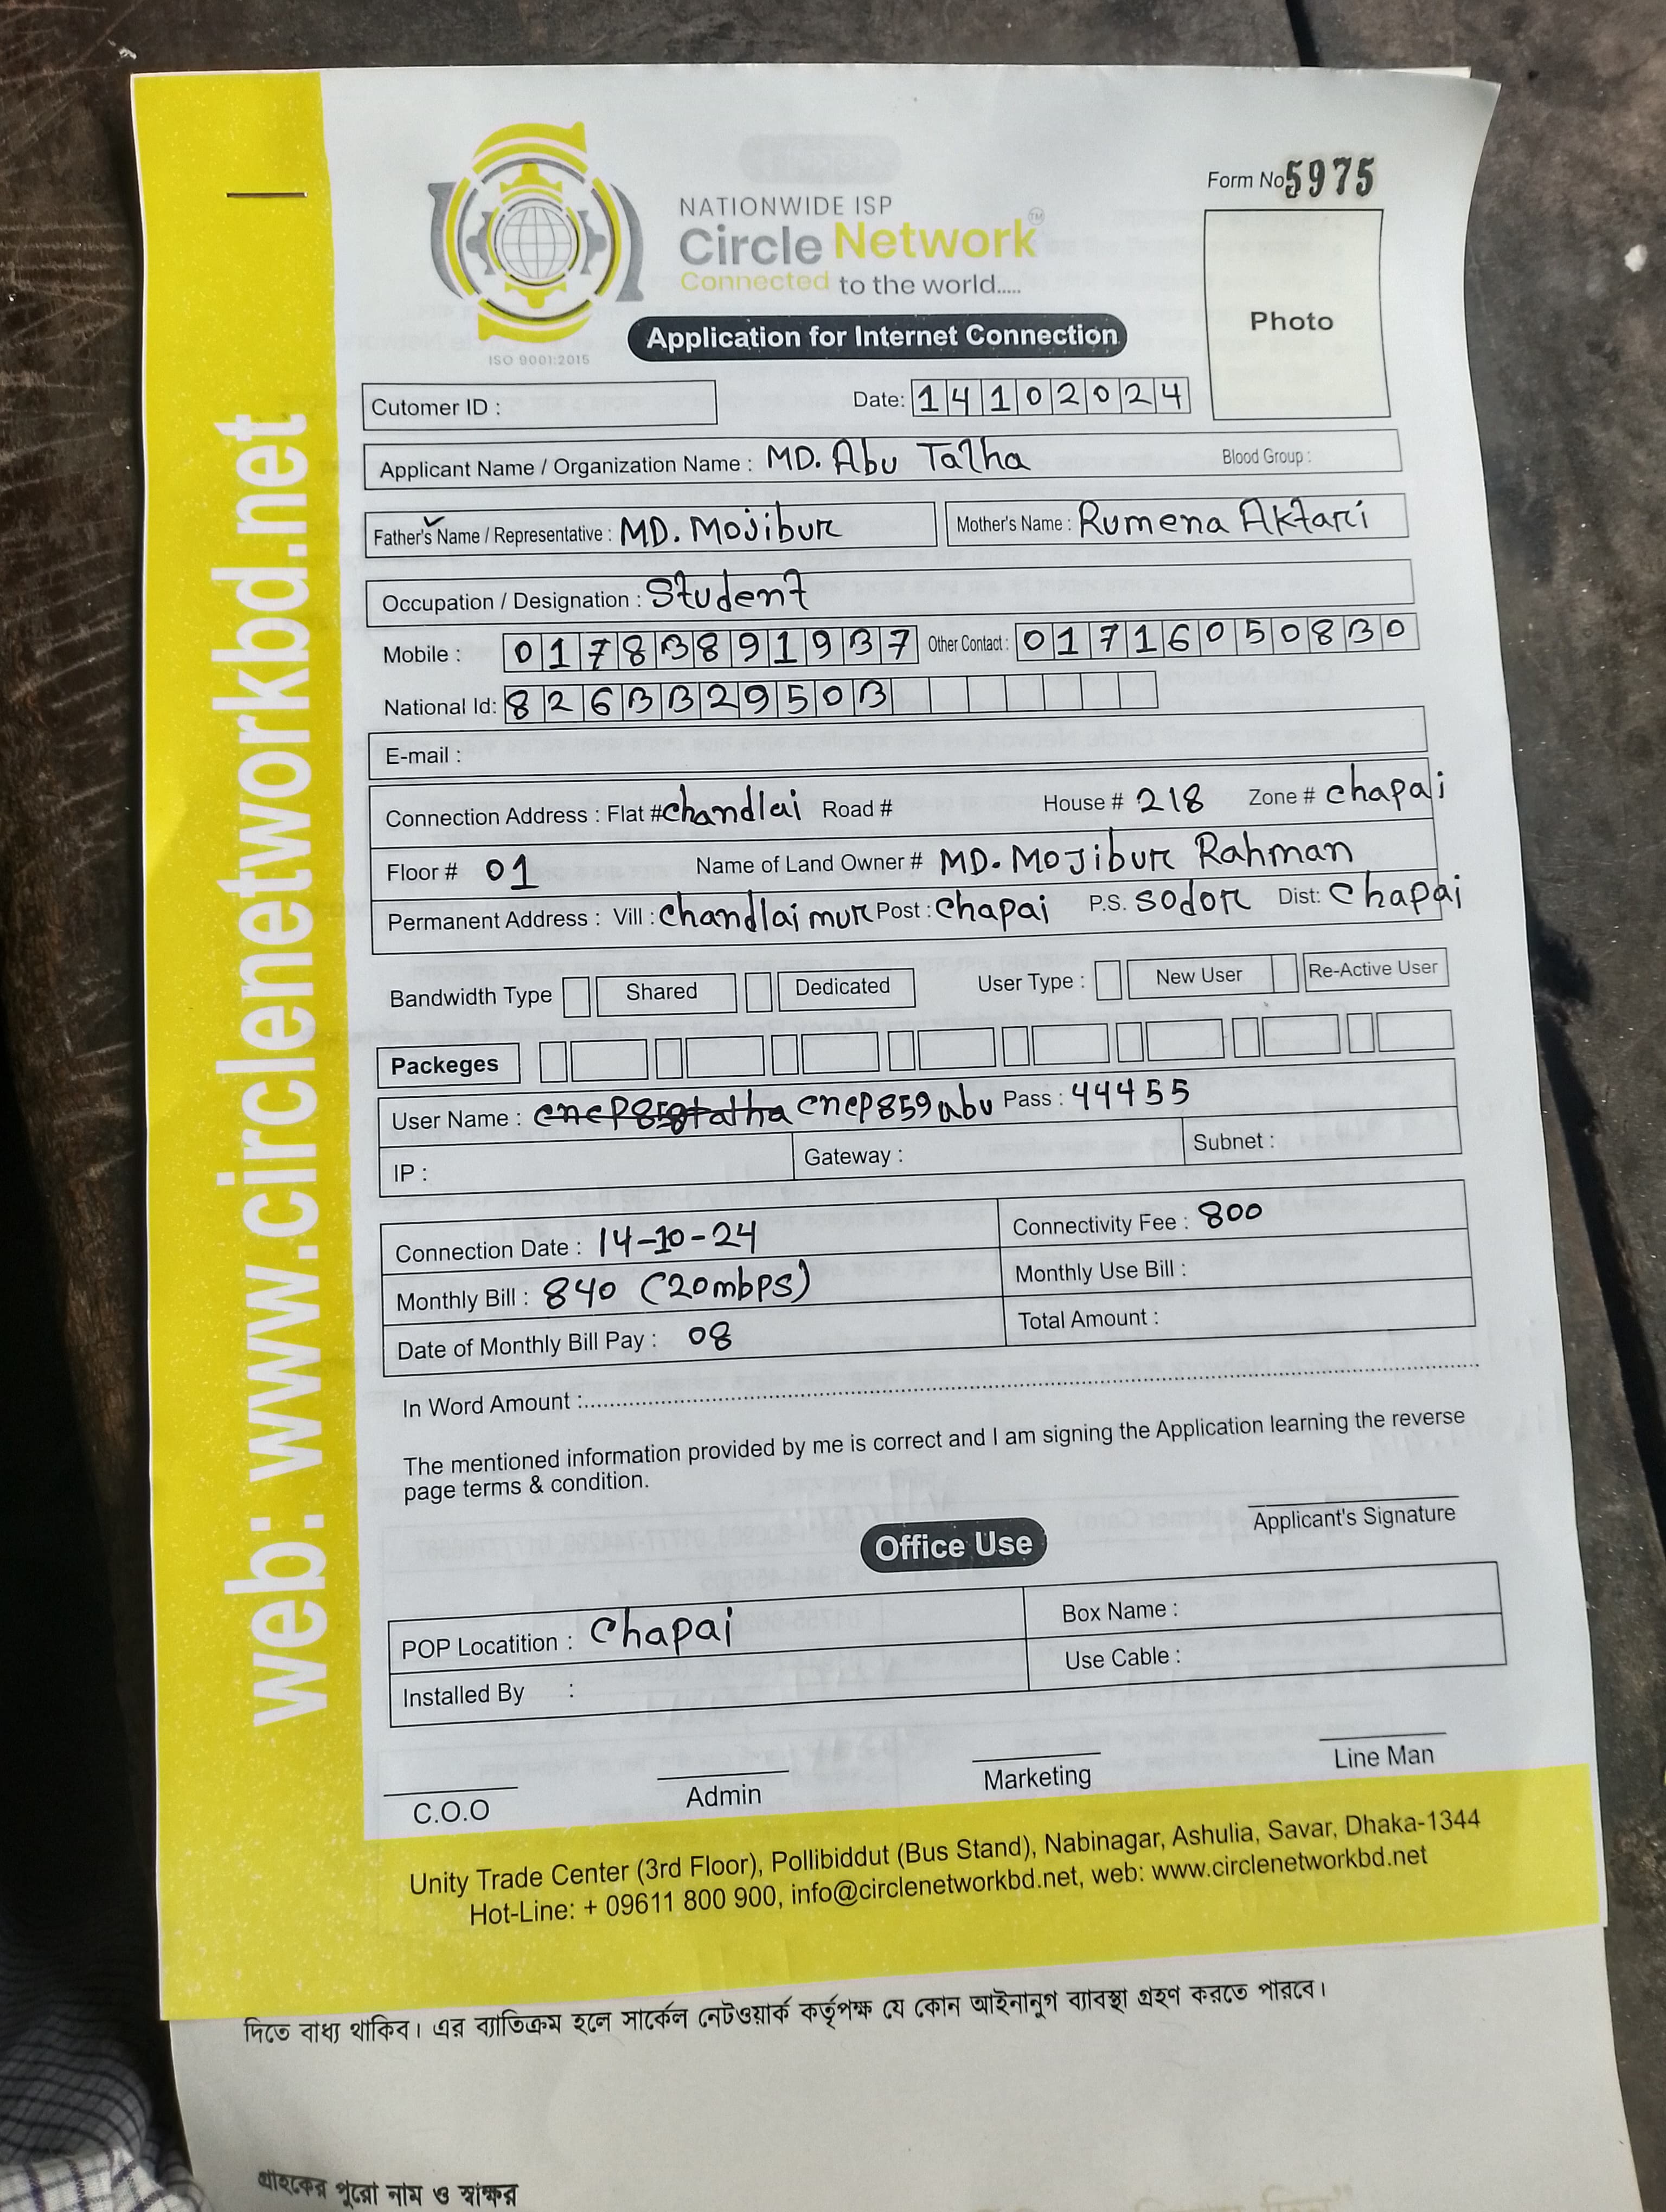 Form No 5975
NATIONWIDE ISP
Circle Network™
Connected to the world.....
ISO 9001:2015
Photo
Application for Internet Connection
Cutomer ID :
Date: 14102024
Applicant Name / Organization Name : MD. Abu Talha Blood Group :
Father's Name / Representative : MD. Mojibur Mother's Name : Rumena Aktari
Occupation / Designation : Student
Mobile : 01783891937 Other Contact : 01716050830
National Id: 8263329503
E-mail :
Connection Address : Flat # chandlai Road # House # 218 Zone # chapai
Floor # 01 Name of Land Owner # MD. Mojibur Rahman
Permanent Address : Vill : chandlai mur Post : chapai P.S. sodor Dist: chapai
Bandwidth Type Shared Dedicated User Type : New User Re-Active User
Packeges
User Name : cncp859abu Pass : 44455
IP : Gateway : Subnet :
Connection Date : 14-10-24 Connectivity Fee : 800
Monthly Bill : 840 (20mbps) Monthly Use Bill :
Date of Monthly Bill Pay : 08 Total Amount :
In Word Amount :
The mentioned information provided by me is correct and I am signing the Application learning the reverse
page terms & condition.
Applicant's Signature
Office Use
POP Locatition : chapai Box Name :
Installed By : Use Cable :
C.O.O Admin Marketing Line Man
Unity Trade Center (3rd Floor), Pollibiddut (Bus Stand), Nabinagar, Ashulia, Savar, Dhaka-1344
Hot-Line: + 09611 800 900, info@circlenetworkbd.net, web: www.circlenetworkbd.net
web: www.circlenetworkbd.net
দিতে বাধ্য থাকিব। এর ব্যাতিক্রম হলে সার্কেল নেটওয়ার্ক কর্তৃপক্ষ যে কোন আইনানুগ ব্যাবস্থা গ্রহণ করতে পারবে।
গ্রাহকের পুরো নাম ও স্বাক্ষর